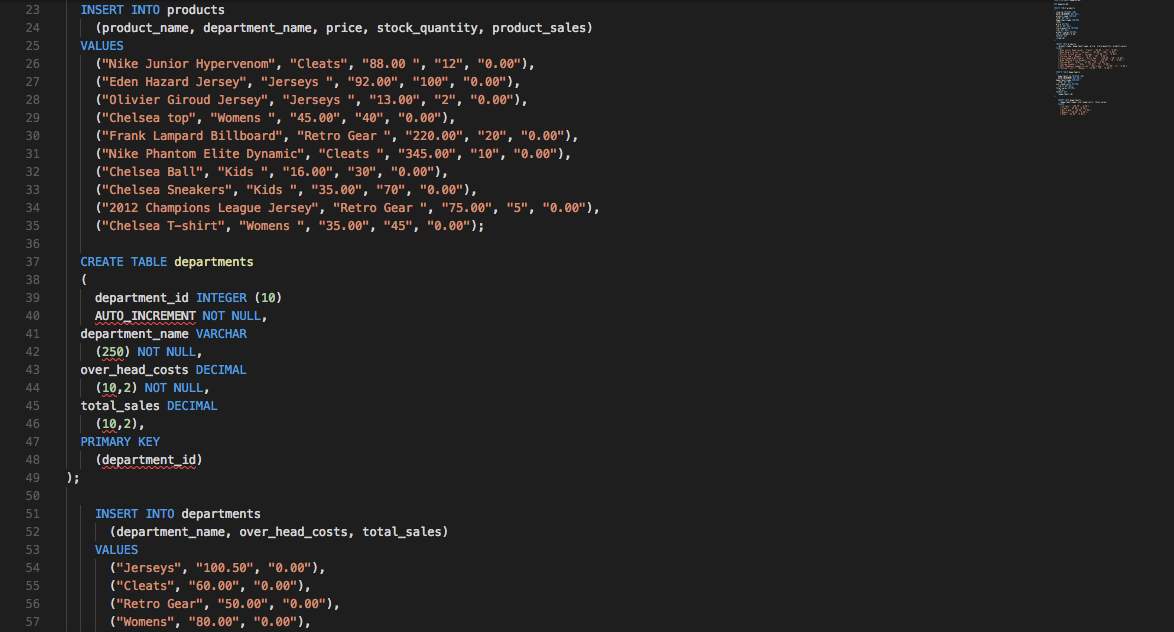 23 INSERT INTO products
24 (product_name, department_name, price, stock_quantity, product_sales)
25 VALUES
26 ("Nike Junior Hypervenom", "Cleats", "88.00 ", "12", "0.00"),
27 ("Eden Hazard Jersey", "Jerseys ", "92.00", "100", "0.00"),
28 ("Olivier Giroud Jersey", "Jerseys ", "13.00", "2", "0.00"),
29 ("Chelsea top", "Womens ", "45.00", "40", "0.00"),
30 ("Frank Lampard Billboard", "Retro Gear ", "220.00", "20", "0.00"),
31 ("Nike Phantom Elite Dynamic", "Cleats ", "345.00", "10", "0.00"),
32 ("Chelsea Ball", "Kids ", "16.00", "30", "0.00"),
33 ("Chelsea Sneakers", "Kids ", "35.00", "70", "0.00"),
34 ("2012 Champions League Jersey", "Retro Gear ", "75.00", "5", "0.00"),
35 ("Chelsea T-shirt", "Womens ", "35.00", "45", "0.00");
36
37 CREATE TABLE departments
38 (
39 department_id INTEGER (10)
40 AUTO_INCREMENT NOT NULL,
41 department_name VARCHAR
42 (250) NOT NULL,
43 over_head_costs DECIMAL
44 (10,2) NOT NULL,
45 total_sales DECIMAL
46 (10,2),
47 PRIMARY KEY
48 (department_id)
49 );
50
51 INSERT INTO departments
52 (department_name, over_head_costs, total_sales)
53 VALUES
54 ("Jerseys", "100.50", "0.00"),
55 ("Cleats", "60.00", "0.00"),
56 ("Retro Gear", "50.00", "0.00"),
57 ("Womens", "80.00", "0.00"),